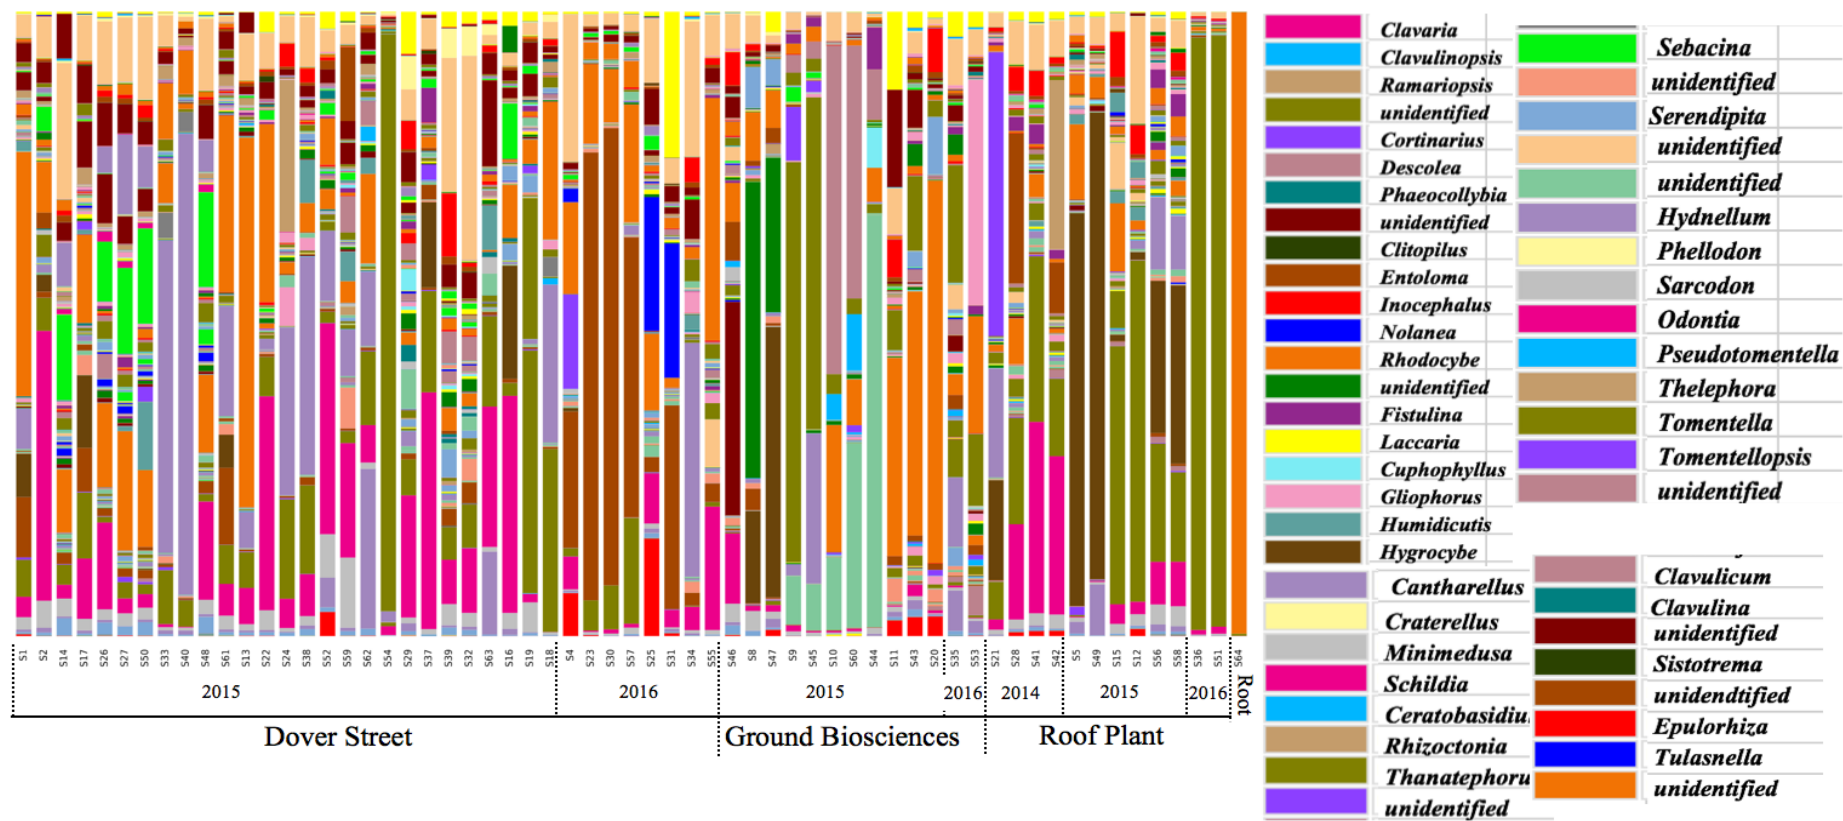 S1 S2 S14 S17 S26 S27 S50 S33 S40 S48 S61 S13 S22 S24 S38 S52 S59 S62 S54 S29 S37 S39 S32 S63 S16 S19 S18 S4 S23 S30 S57 S25 S31 S34 S55 S46 S8 S47 S9 S45 S10 S60 S44 S11 S43 S20 S35 S53 S21 S28 S41 S42 S5 S49 S15 S12 S56 S58 S36 S51 S64
2015 2016 2015 2016 2014 2015 2016
Root
Dover Street Ground Biosciences Roof Plant
Clavaria
Clavulinopsis
Ramariopsis
unidentified
Cortinarius
Descolea
Phaeocollybia
unidentified
Clitopilus
Entoloma
Inocephalus
Nolanea
Rhodocybe
unidentified
Fistulina
Laccaria
Cuphophyllus
Gliophorus
Humidicutis
Hygrocybe
Cantharellus
Craterellus
Minimedusa
Schildia
Ceratobasidiu
Rhizoctonia
Thanatephoru
unidentified
Sebacina
unidentified
Serendipita
unidentified
unidentified
Hydnellum
Phellodon
Sarcodon
Odontia
Pseudotomentella
Thelephora
Tomentella
Tomentellopsis
unidentified
Clavulicum
Clavulina
unidentified
Sistotrema
unidendtified
Epulorhiza
Tulasnella
unidentified